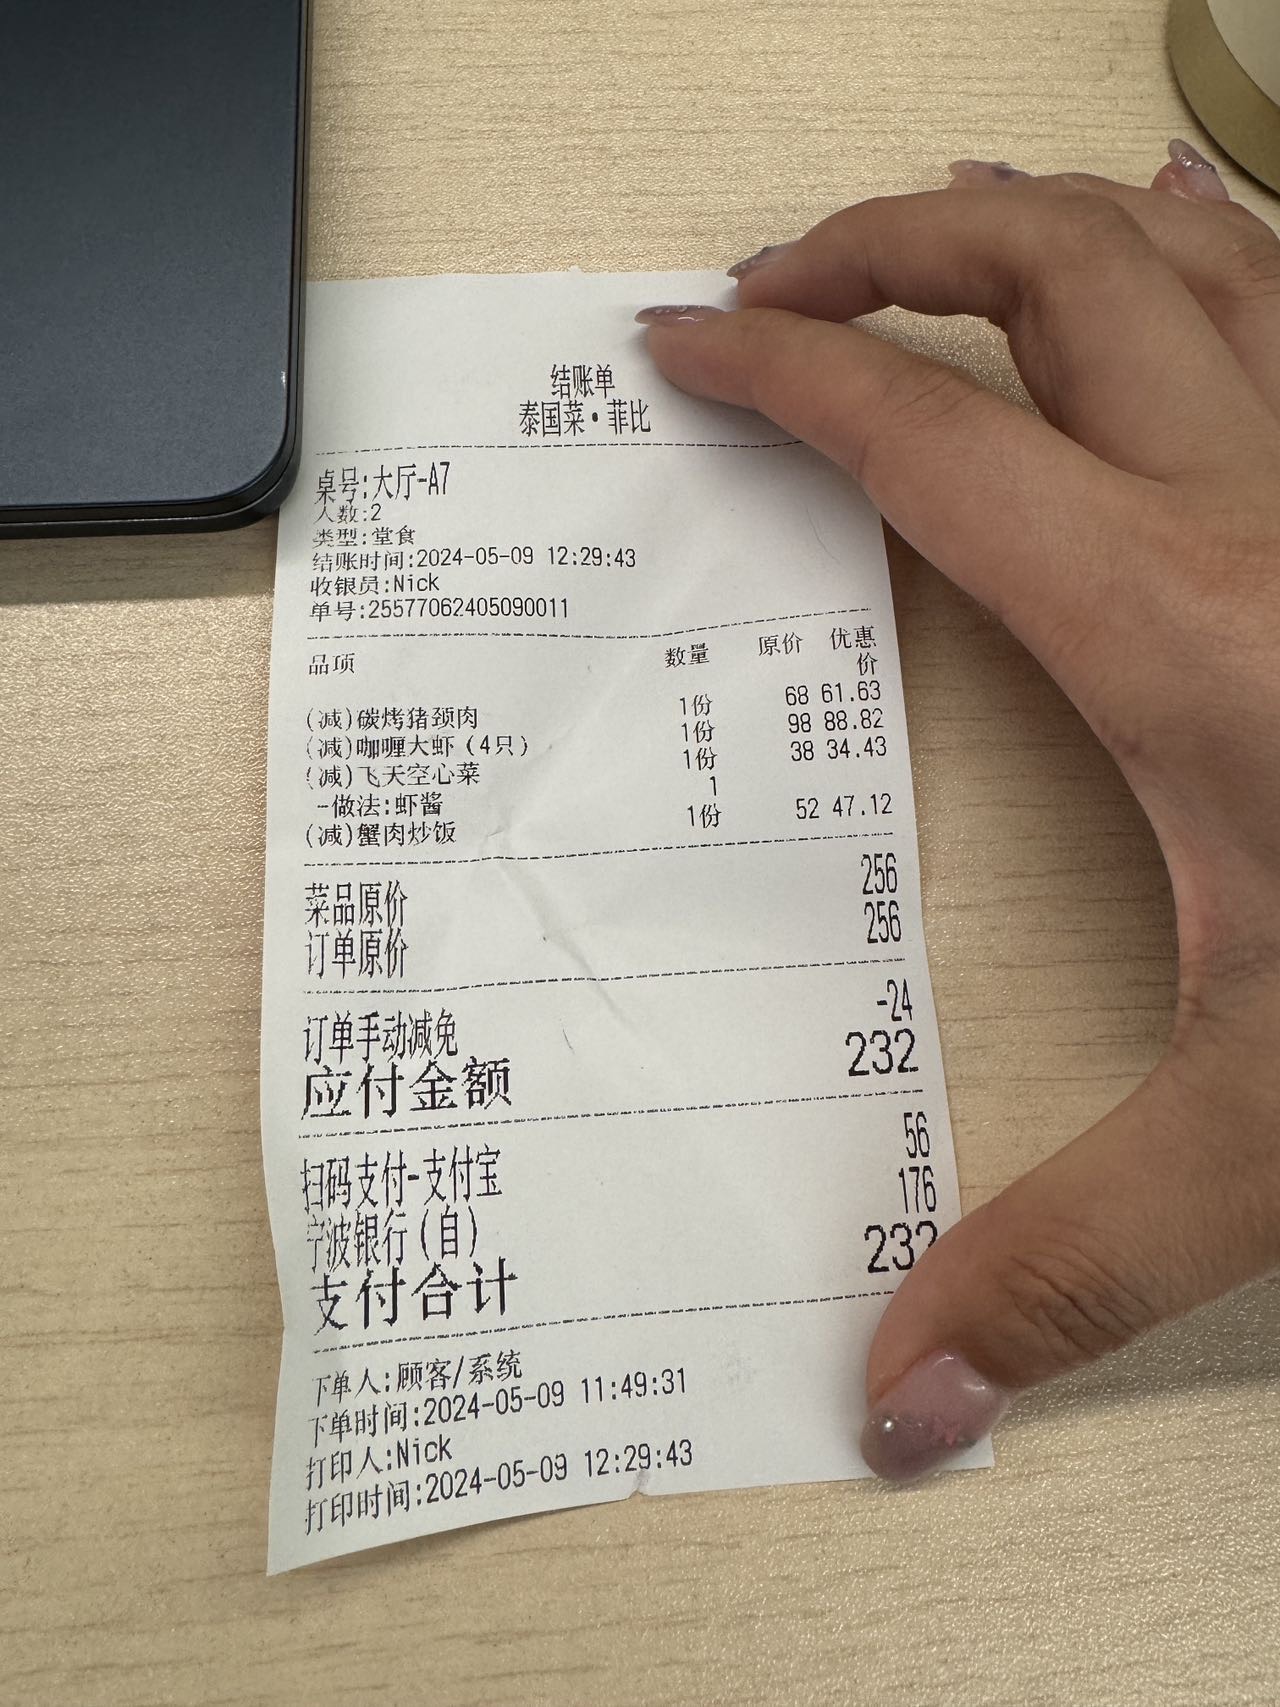 结账单
泰国菜·菲比
桌号:大厅-A7
人数:2
类型:堂食
结账时间:2024-05-09 12:29:43
收银员:Nick
单号:25577062405090011
品项 数量 原价 优惠价
(减)碳烤猪颈肉 1份 68 61.63
(减)咖喱大虾(4只) 1份 98 88.82
(减)飞天空心菜 1份 38 34.43
-做法:虾酱 1
(减)蟹肉炒饭 1份 52 47.12
菜品原价 256
订单原价 256
订单手动减免 -24
应付金额 232
扫码支付-支付宝 56
宁波银行(自) 176
支付合计 232
下单人:顾客/系统
下单时间:2024-05-09 11:49:31
打印人:Nick
打印时间:2024-05-09 12:29:43